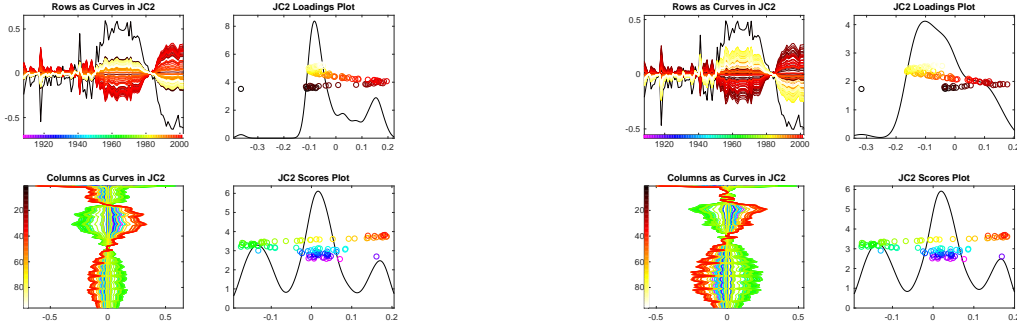 Rows as Curves in JC2
0.5
0
-0.5
1920 1940 1960 1980 2000
JC2 Loadings Plot
8
6
4
2
0
-0.3 -0.2 -0.1 0 0.1 0.2
Rows as Curves in JC2
0.5
0
-0.5
1920 1940 1960 1980 2000
JC2 Loadings Plot
4
3
2
1
0
-0.3 -0.2 -0.1 0 0.1 0.2
Columns as Curves in JC2
20
40
60
80
-0.5 0 0.5
JC2 Scores Plot
6
5
4
3
2
1
0
-0.2 -0.1 0 0.1 0.2
Columns as Curves in JC2
20
40
60
80
-0.5 0 0.5
JC2 Scores Plot
6
5
4
3
2
1
0
-0.2 -0.1 0 0.1 0.2